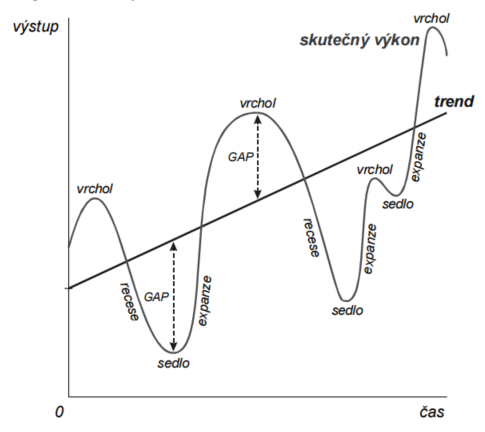 výstup
vrchol
skutečný výkon
trend
vrchol
GAP
expanze
vrchol
vrchol
sedlo
recese
expanze
GAP
recese
expanze
sedlo
sedlo
0
čas